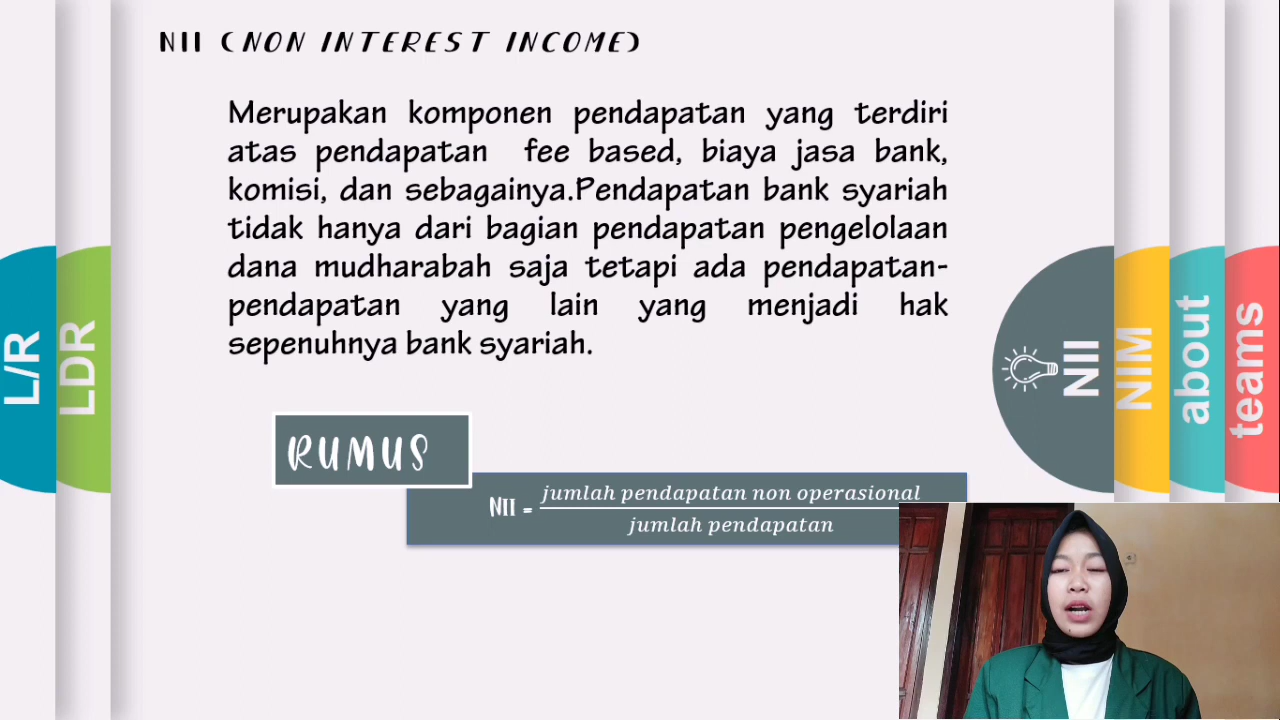 NII (NON INTEREST INCOME)
Merupakan komponen pendapatan yang terdiri
atas pendapatan fee based, biaya jasa bank,
komisi, dan sebagainya.Pendapatan bank syariah
tidak hanya dari bagian pendapatan pengelolaan
dana mudharabah saja tetapi ada pendapatan-
pendapatan yang lain yang menjadi hak
sepenuhnya bank syariah.
L/R
LDR
NII
NIM
about
teams
RUMUS
NII = jumlah pendapatan non operasional
jumlah pendapatan